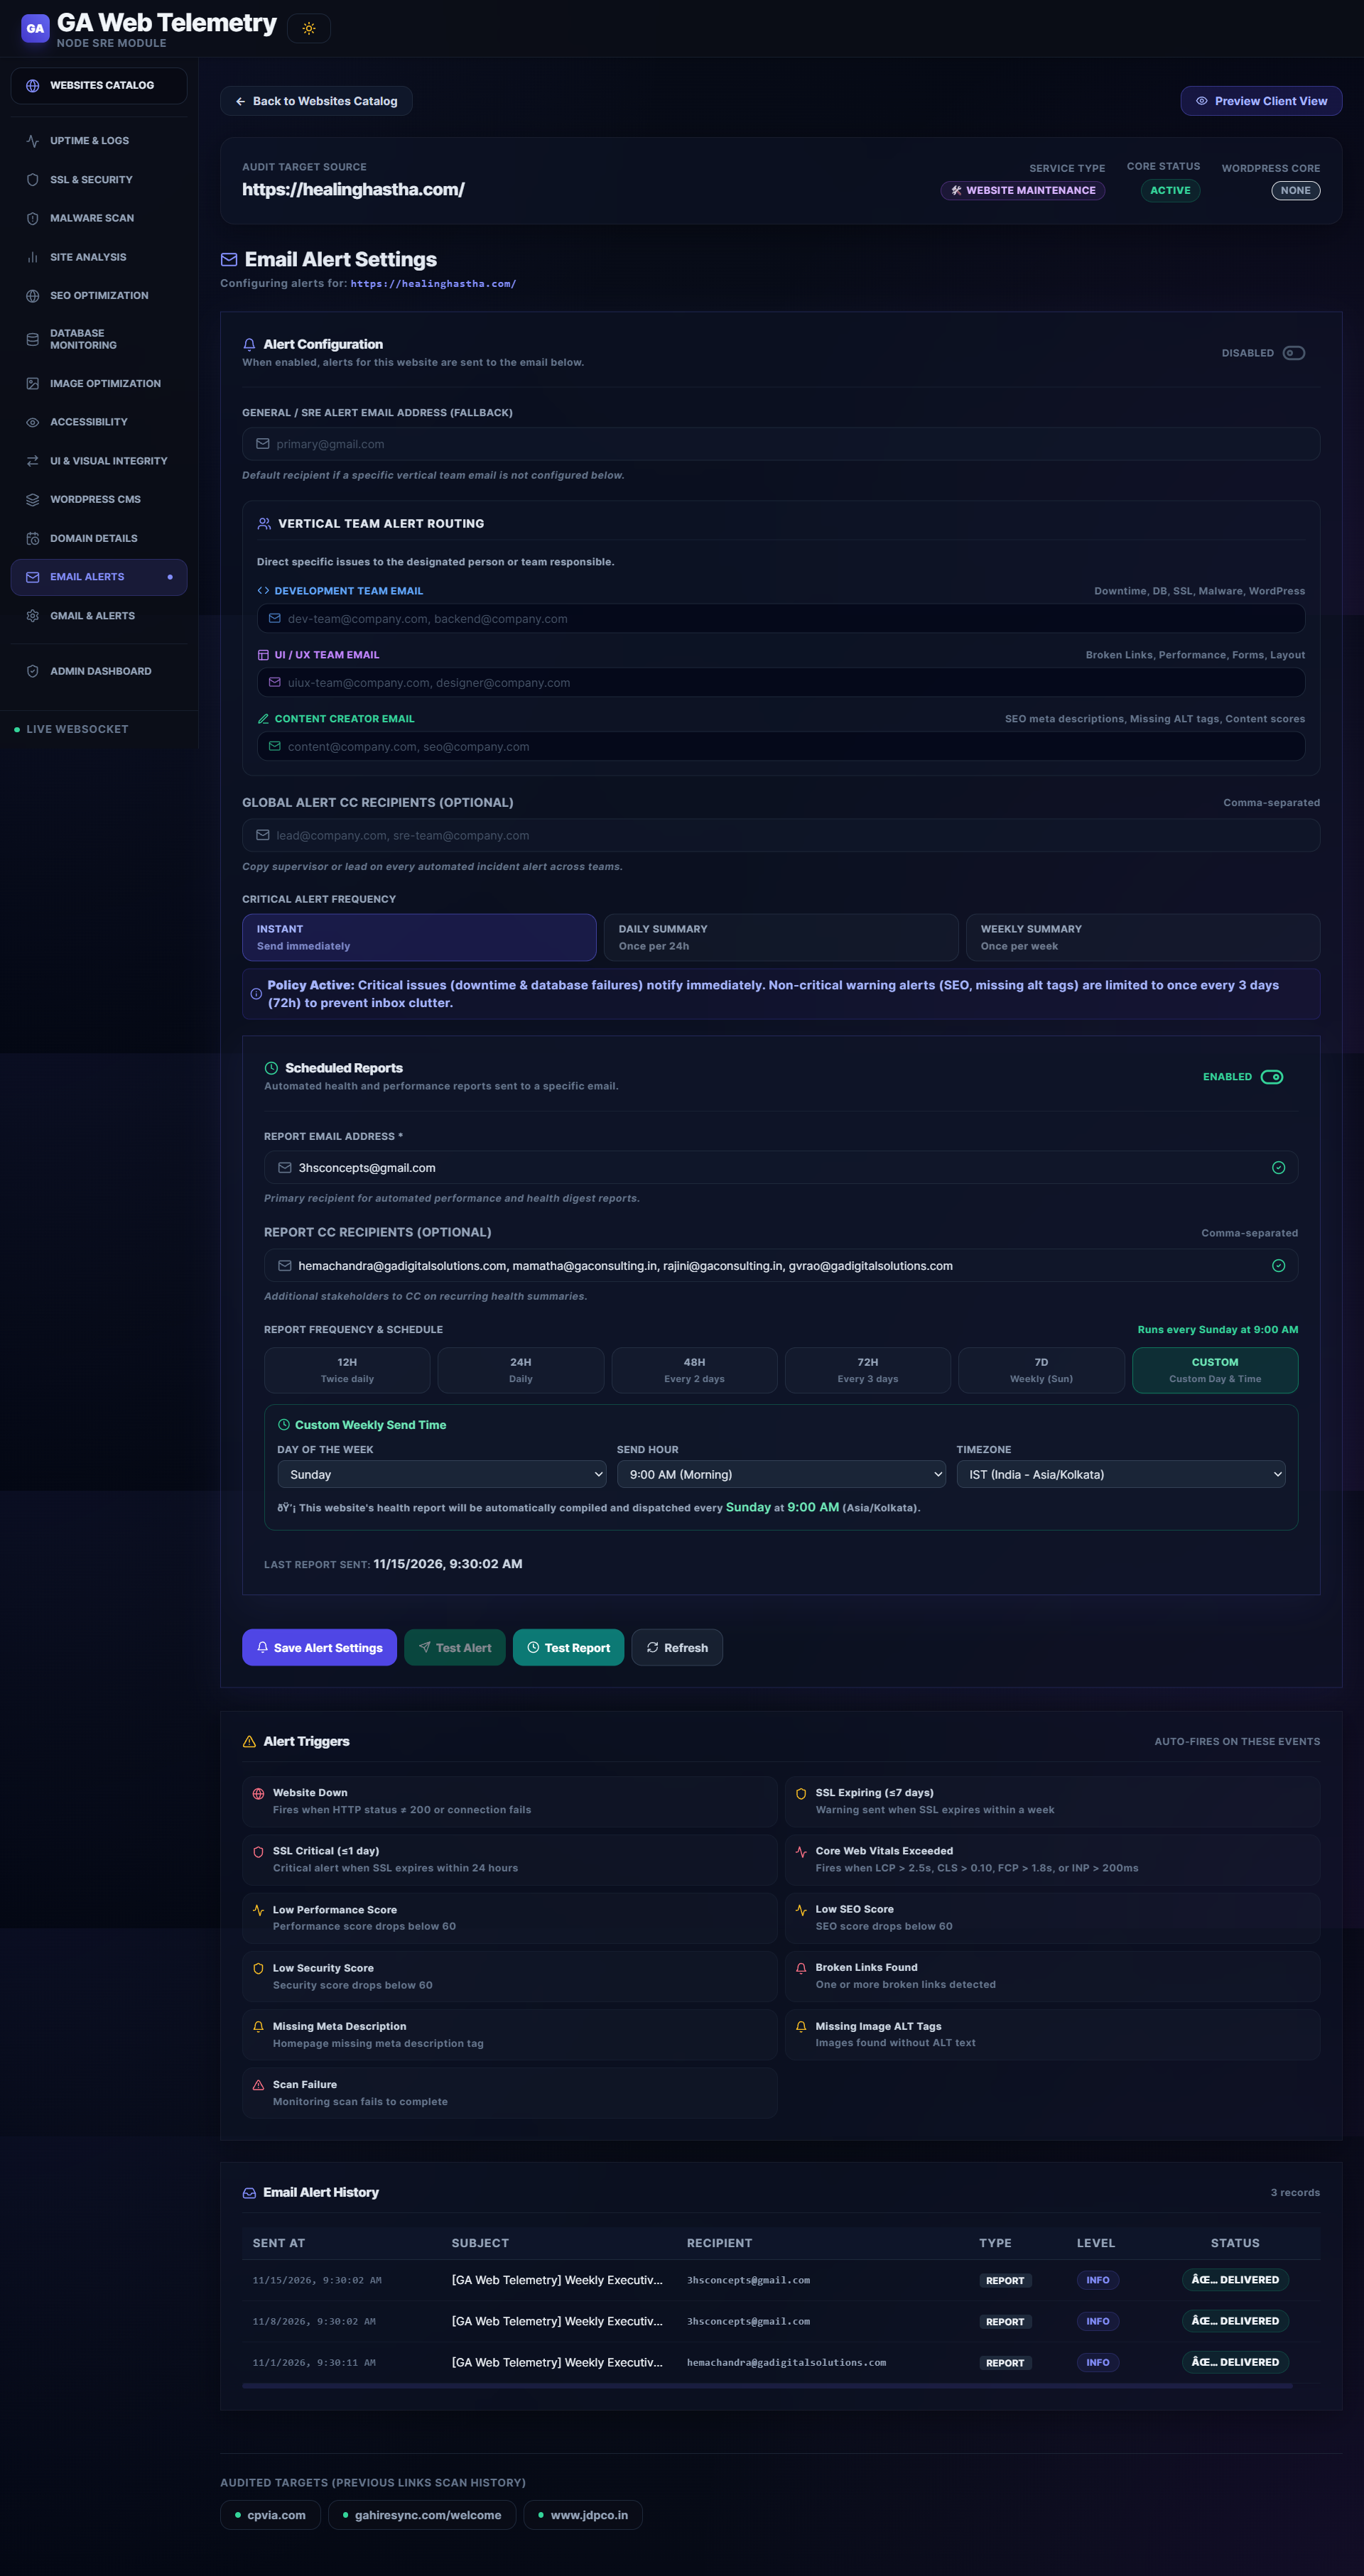 GA
GA Web Telemetry
NODE SRE MODULE
WEBSITES CATALOG
UPTIME & LOGS
SSL & SECURITY
MALWARE SCAN
SITE ANALYSIS
SEO OPTIMIZATION
DATABASE
MONITORING
IMAGE OPTIMIZATION
ACCESSIBILITY
UI & VISUAL INTEGRITY
WORDPRESS CMS
DOMAIN DETAILS
EMAIL ALERTS
GMAIL & ALERTS
ADMIN DASHBOARD
LIVE WEBSOCKET
← Back to Websites Catalog
Preview Client View
AUDIT TARGET SOURCE
https://healinghastha.com/
SERVICE TYPE
🛠 WEBSITE MAINTENANCE
CORE STATUS
ACTIVE
WORDPRESS CORE
NONE
Email Alert Settings
Configuring alerts for: https://healinghastha.com/
Alert Configuration
When enabled, alerts for this website are sent to the email below.
DISABLED
GENERAL / SRE ALERT EMAIL ADDRESS (FALLBACK)
primary@gmail.com
Default recipient if a specific vertical team email is not configured below.
VERTICAL TEAM ALERT ROUTING
Direct specific issues to the designated person or team responsible.
DEVELOPMENT TEAM EMAIL
Downtime, DB, SSL, Malware, WordPress
dev-team@company.com, backend@company.com
UI / UX TEAM EMAIL
Broken Links, Performance, Forms, Layout
uiux-team@company.com, designer@company.com
CONTENT CREATOR EMAIL
SEO meta descriptions, Missing ALT tags, Content scores
content@company.com, seo@company.com
GLOBAL ALERT CC RECIPIENTS (OPTIONAL)
Comma-separated
lead@company.com, sre-team@company.com
Copy supervisor or lead on every automated incident alert across teams.
CRITICAL ALERT FREQUENCY
INSTANT
Send immediately
DAILY SUMMARY
Once per 24h
WEEKLY SUMMARY
Once per week
Policy Active: Critical issues (downtime & database failures) notify immediately. Non-critical warning alerts (SEO, missing alt tags) are limited to once every 3 days
(72h) to prevent inbox clutter.
Scheduled Reports
Automated health and performance reports sent to a specific email.
ENABLED
REPORT EMAIL ADDRESS *
3hsconcepts@gmail.com
Primary recipient for automated performance and health digest reports.
REPORT CC RECIPIENTS (OPTIONAL)
Comma-separated
hemachandra@gadigitalsolutions.com, mamatha@gaconsulting.in, rajini@gaconsulting.in, gvrao@gadigitalsolutions.com
Additional stakeholders to CC on recurring health summaries.
REPORT FREQUENCY & SCHEDULE
Runs every Sunday at 9:00 AM
12H
Twice daily
24H
Daily
48H
Every 2 days
72H
Every 3 days
7D
Weekly (Sun)
CUSTOM
Custom Day & Time
Custom Weekly Send Time
DAY OF THE WEEK
Sunday
SEND HOUR
9:00 AM (Morning)
TIMEZONE
IST (India - Asia/Kolkata)
ðŸ'¡ This website's health report will be automatically compiled and dispatched every Sunday at 9:00 AM (Asia/Kolkata).
LAST REPORT SENT: 11/15/2026, 9:30:02 AM
Save Alert Settings
Test Alert
Test Report
Refresh
Alert Triggers
AUTO-FIRES ON THESE EVENTS
Website Down
Fires when HTTP status ≠ 200 or connection fails
SSL Expiring (≤7 days)
Warning sent when SSL expires within a week
SSL Critical (≤1 day)
Critical alert when SSL expires within 24 hours
Core Web Vitals Exceeded
Fires when LCP > 2.5s, CLS > 0.10, FCP > 1.8s, or INP > 200ms
Low Performance Score
Performance score drops below 60
Low SEO Score
SEO score drops below 60
Low Security Score
Security score drops below 60
Broken Links Found
One or more broken links detected
Missing Meta Description
Homepage missing meta description tag
Missing Image ALT Tags
Images found without ALT text
Scan Failure
Monitoring scan fails to complete
Email Alert History
3 records
SENT AT SUBJECT RECIPIENT TYPE LEVEL STATUS
11/15/2026, 9:30:02 AM [GA Web Telemetry] Weekly Executiv... 3hsconcepts@gmail.com REPORT INFO ÂŒ… DELIVERED
11/8/2026, 9:30:02 AM [GA Web Telemetry] Weekly Executiv... 3hsconcepts@gmail.com REPORT INFO ÂŒ… DELIVERED
11/1/2026, 9:30:11 AM [GA Web Telemetry] Weekly Executiv... hemachandra@gadigitalsolutions.com REPORT INFO ÂŒ… DELIVERED
AUDITED TARGETS (PREVIOUS LINKS SCAN HISTORY)
cpvia.com
gahiresync.com/welcome
www.jdpco.in